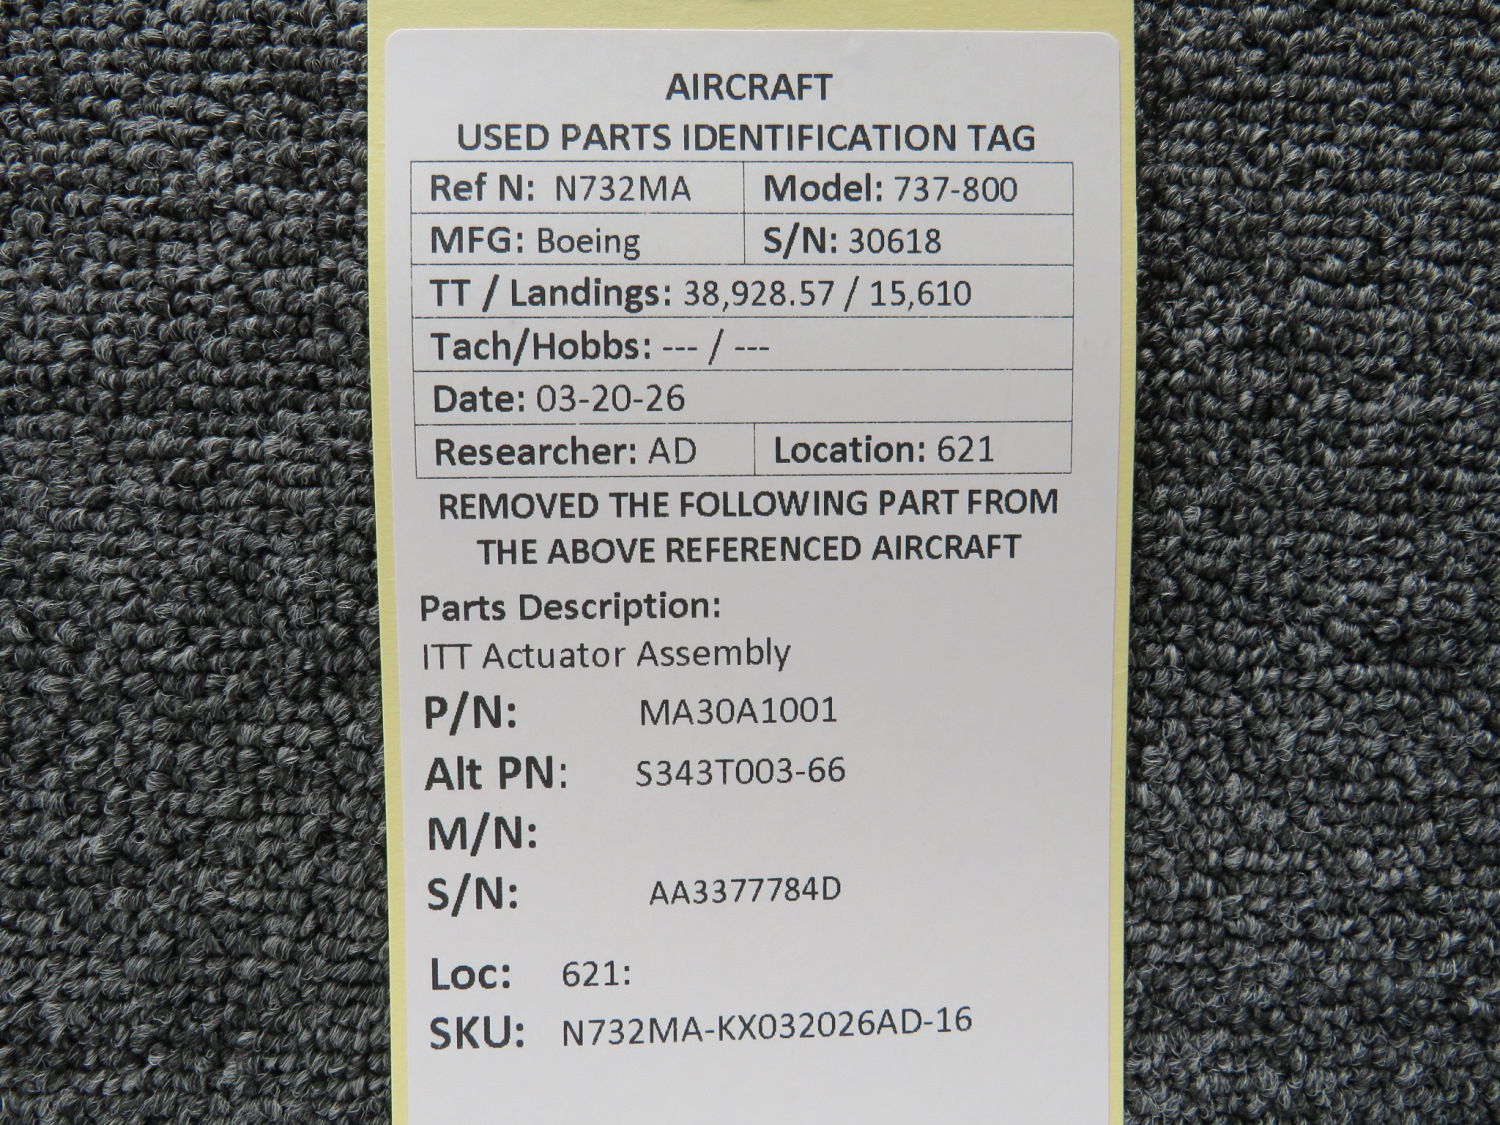 AIRCRAFT
USED PARTS IDENTIFICATION TAG
Ref N: N732MA Model: 737-800
MFG: Boeing S/N: 30618
TT / Landings: 38,928.57 / 15,610
Tach/Hobbs: --- / ---
Date: 03-20-26
Researcher: AD Location: 621
REMOVED THE FOLLOWING PART FROM
THE ABOVE REFERENCED AIRCRAFT
Parts Description:
ITT Actuator Assembly
P/N: MA30A1001
Alt PN: S343T003-66
M/N:
S/N: AA3377784D
Loc: 621:
SKU: N732MA-KX032026AD-16